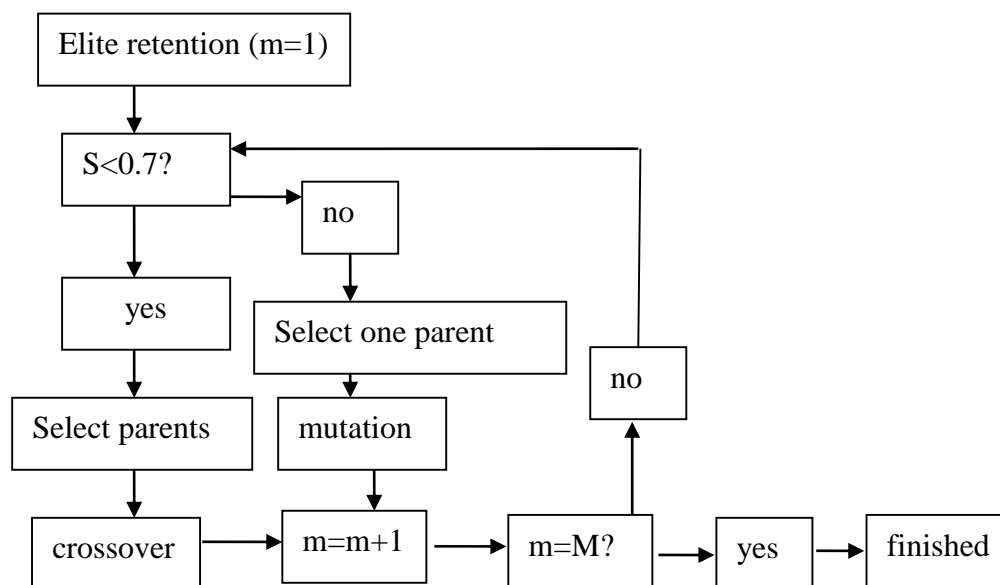 Elite retention (m=1)
S<0.7?
no
yes
Select one parent
no
Select parents
mutation
crossover
m=m+1
m=M?
yes
finished